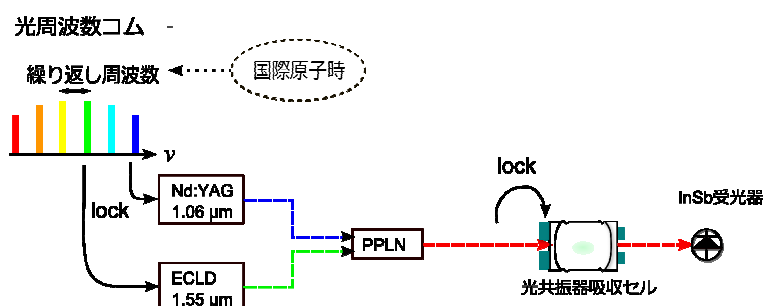 光周波数コム -
繰り返し周波数
国際原子時
ν
lock
Nd:YAG
1.06 μm
lock
PPLN
ECLD
1.55 μm
lock
InSb受光器
光共振器吸収セル